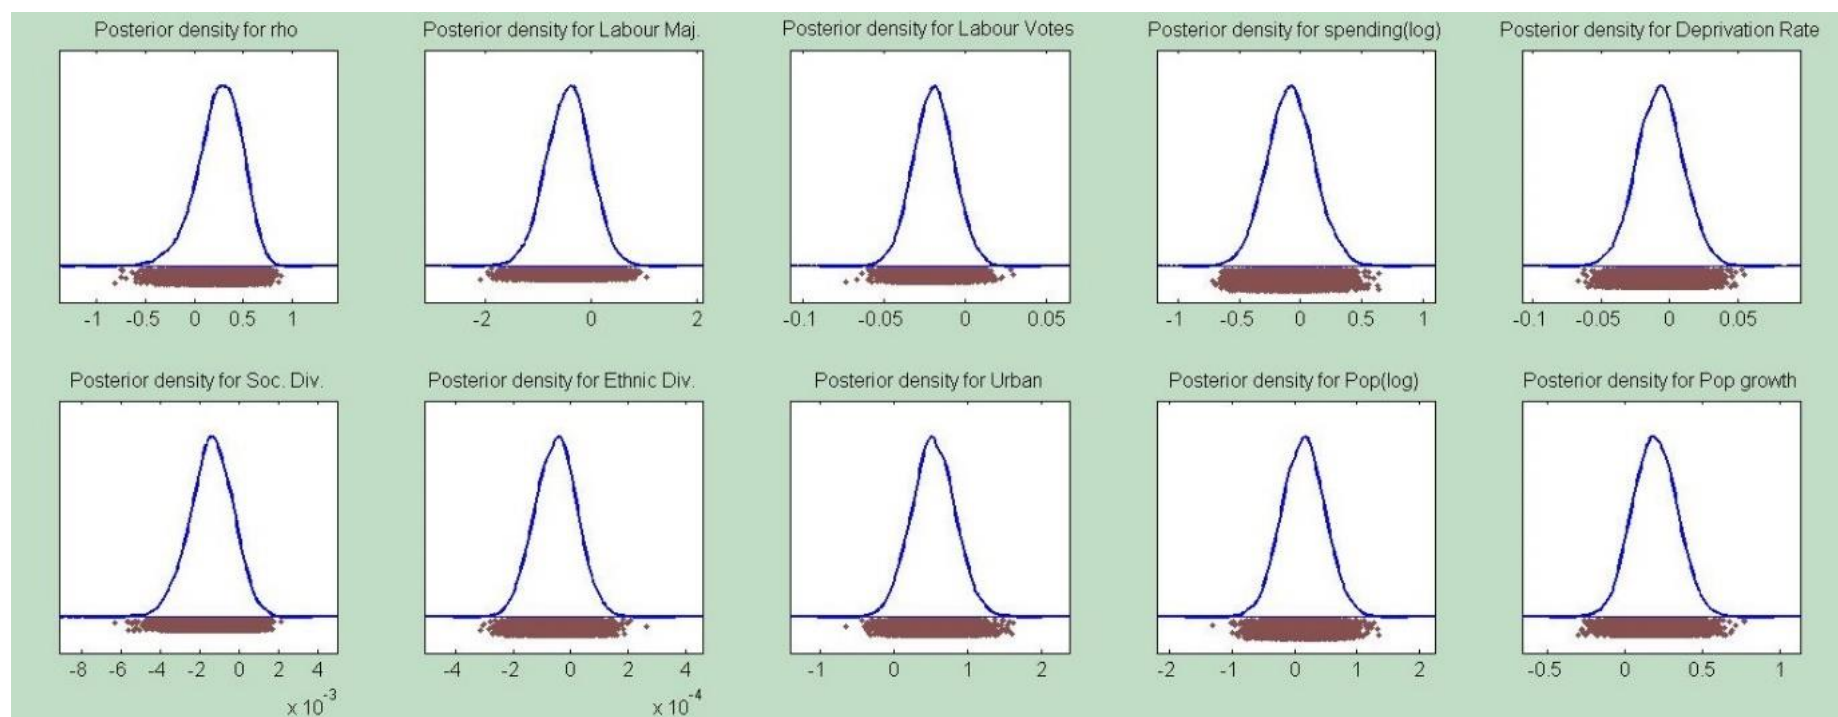 Posterior density for rho
Posterior density for Labour Maj.
Posterior density for Labour Votes
Posterior density for spending(log)
Posterior density for Deprivation Rate
-1 -0.5 0 0.5 1
-2 0 2
-0.1 -0.05 0 0.05
-1 -0.5 0 0.5 1
-0.1 -0.05 0 0.05
Posterior density for Soc. Div.
Posterior density for Ethnic Div.
Posterior density for Urban
Posterior density for Pop(log)
Posterior density for Pop growth
-8 -6 -4 -2 0 2 4
x 10-3
-4 -2 0 2 4
x 10-4
-1 0 1 2
-2 -1 0 1 2
-0.5 0 0.5 1